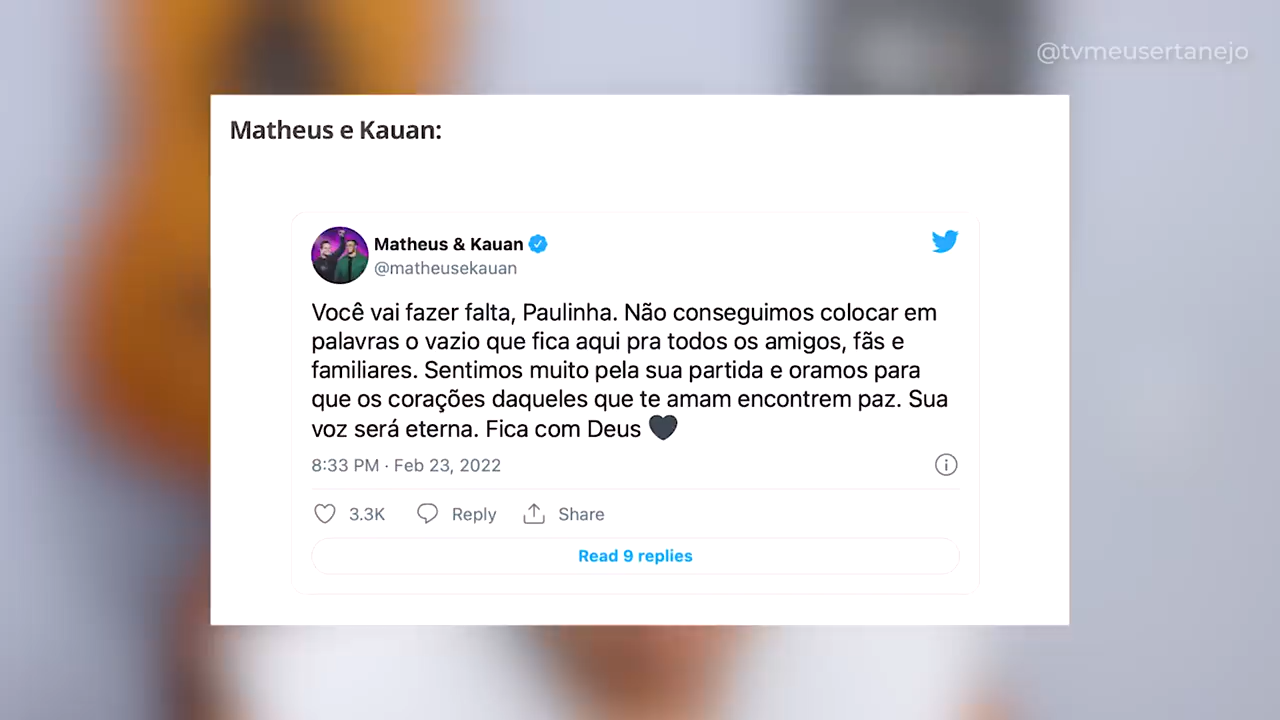 @tvmeusertanejo
Matheus e Kauan:
Matheus & Kauan
@matheusekauan
Você vai fazer falta, Paulinha. Não conseguimos colocar em
palavras o vazio que fica aqui pra todos os amigos, fãs e
familiares. Sentimos muito pela sua partida e oramos para
que os corações daqueles que te amam encontrem paz. Sua
voz será eterna. Fica com Deus 🖤
8:33 PM · Feb 23, 2022
3.3K Reply Share
Read 9 replies